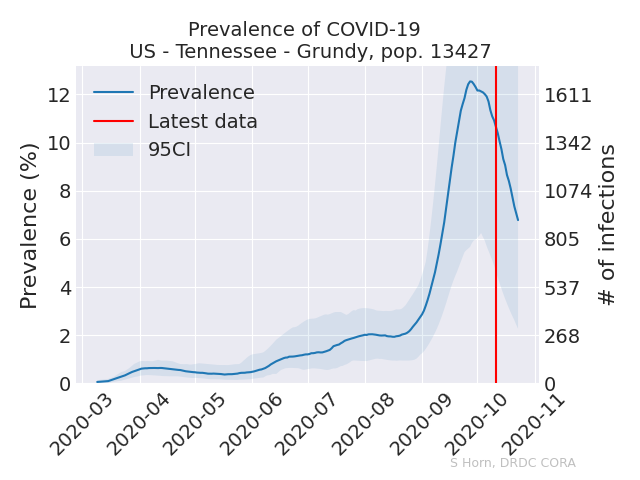 Prevalence of COVID-19
US - Tennessee - Grundy, pop. 13427
Prevalence
Latest data
95CI
Prevalence (%)
12
10
8
6
4
2
0
1611
1342
1074
805
537
268
0
# of infections
2020-03
2020-04
2020-05
2020-06
2020-07
2020-08
2020-09
2020-10
2020-11
S Horn, DRDC CORA